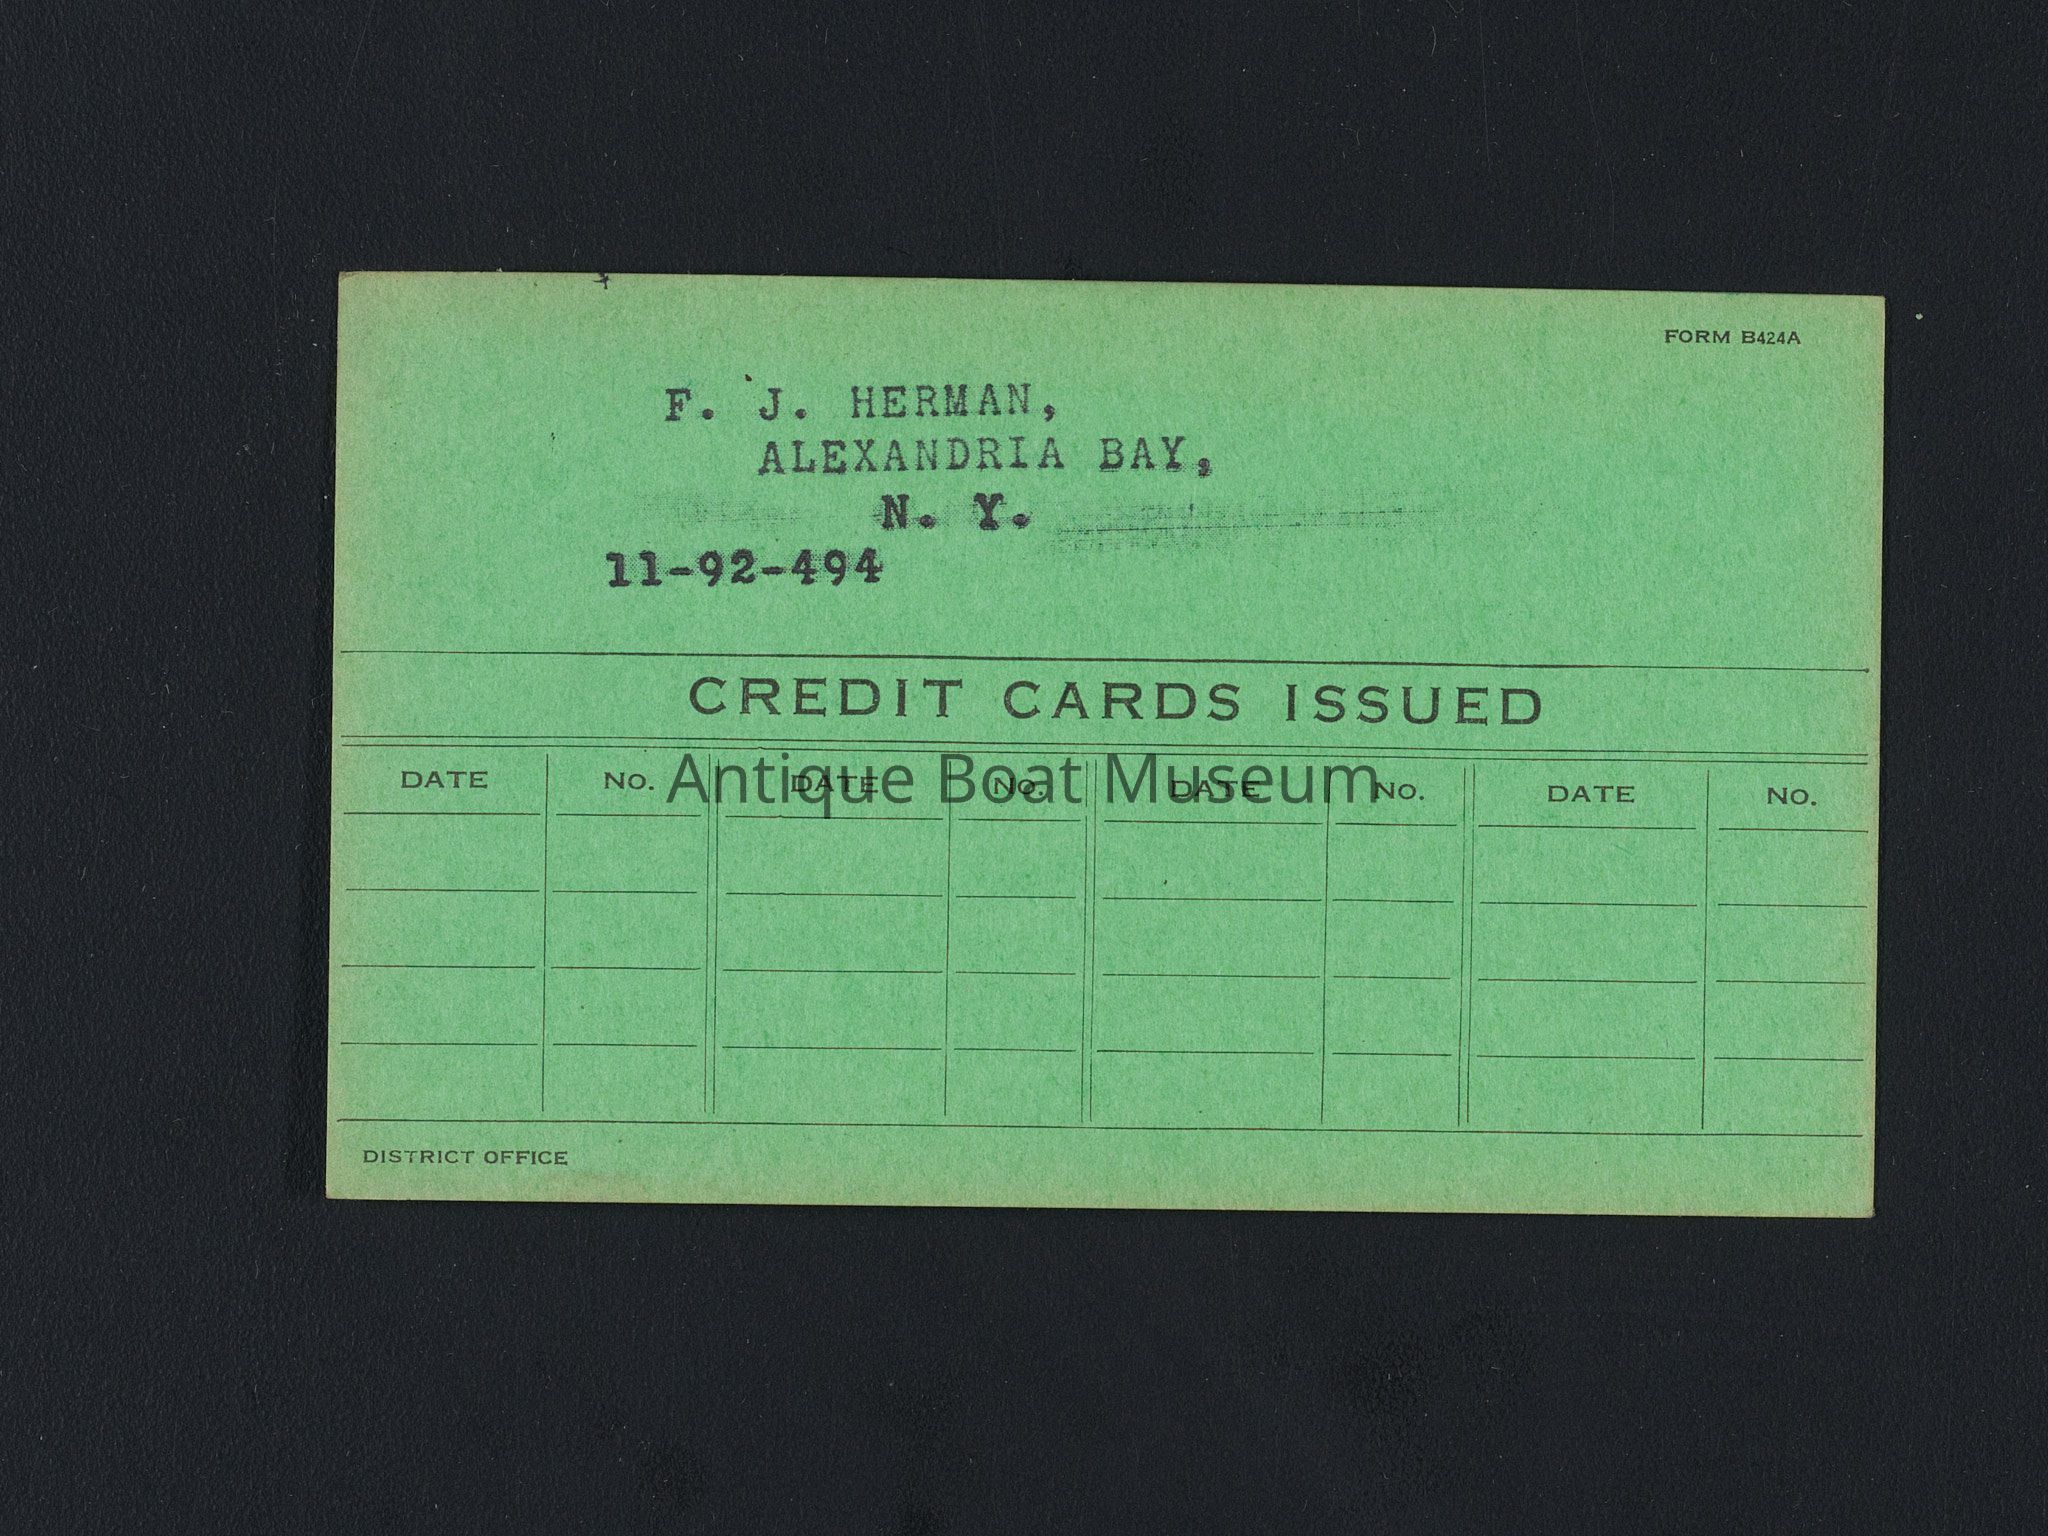 FORM B424A
F. J. HERMAN,
ALEXANDRIA BAY,
N. Y.
11-92-494
CREDIT CARDS ISSUED
DATE No. DATE No. DATE No. DATE No.
Antique Boat Museum
DISTRICT OFFICE